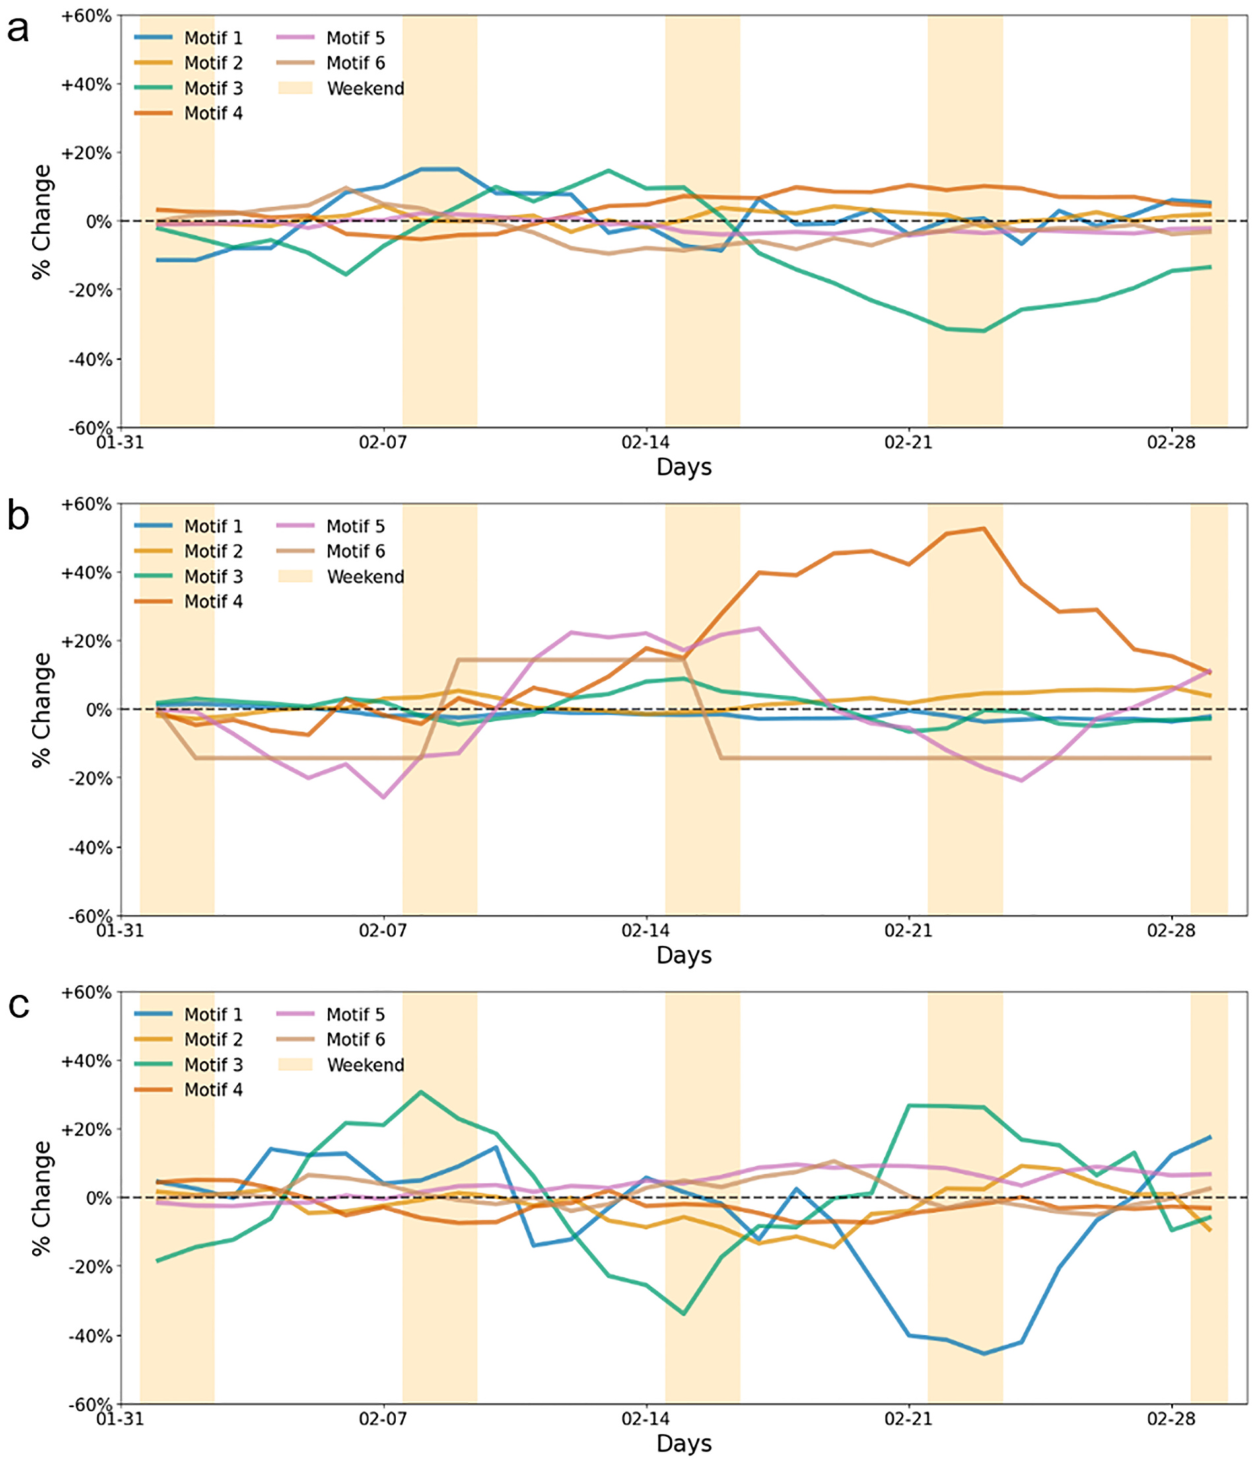 a
+60%
+40%
+20%
0%
-20%
-40%
-60%
% Change
Motif 1
Motif 2
Motif 3
Motif 4
Motif 5
Motif 6
Weekend
01-31 02-07 02-14 02-21 02-28
Days
b
+60%
+40%
+20%
0%
-20%
-40%
-60%
% Change
Motif 1
Motif 2
Motif 3
Motif 4
Motif 5
Motif 6
Weekend
01-31 02-07 02-14 02-21 02-28
Days
c
+60%
+40%
+20%
0%
-20%
-40%
-60%
% Change
Motif 1
Motif 2
Motif 3
Motif 4
Motif 5
Motif 6
Weekend
01-31 02-07 02-14 02-21 02-28
Days